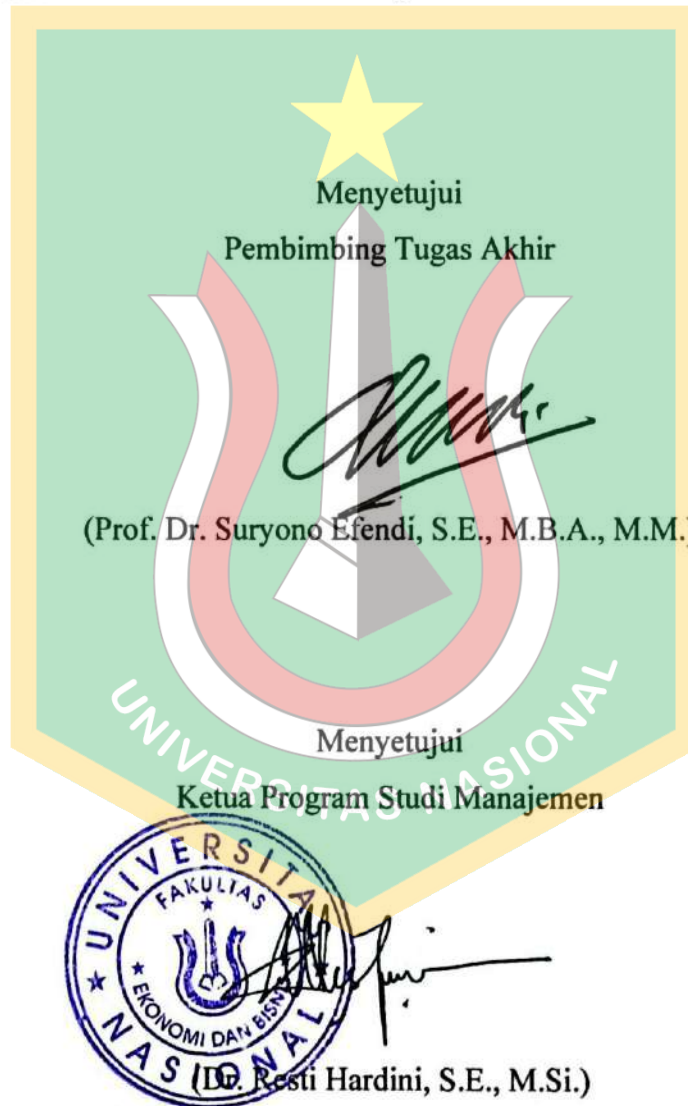 Menyetujui
Pembimbing Tugas Akhir
(Prof. Dr. Suryono Efendi, S.E., M.B.A., M.M.)
UNIVERSITAS NASIONAL
Menyetujui
Ketua Program Studi Manajemen
UNIVERSITAS
FAKULTAS
EKONOMI DAN BISNIS
NASIONAL
(Dr. Resti Hardini, S.E., M.Si.)